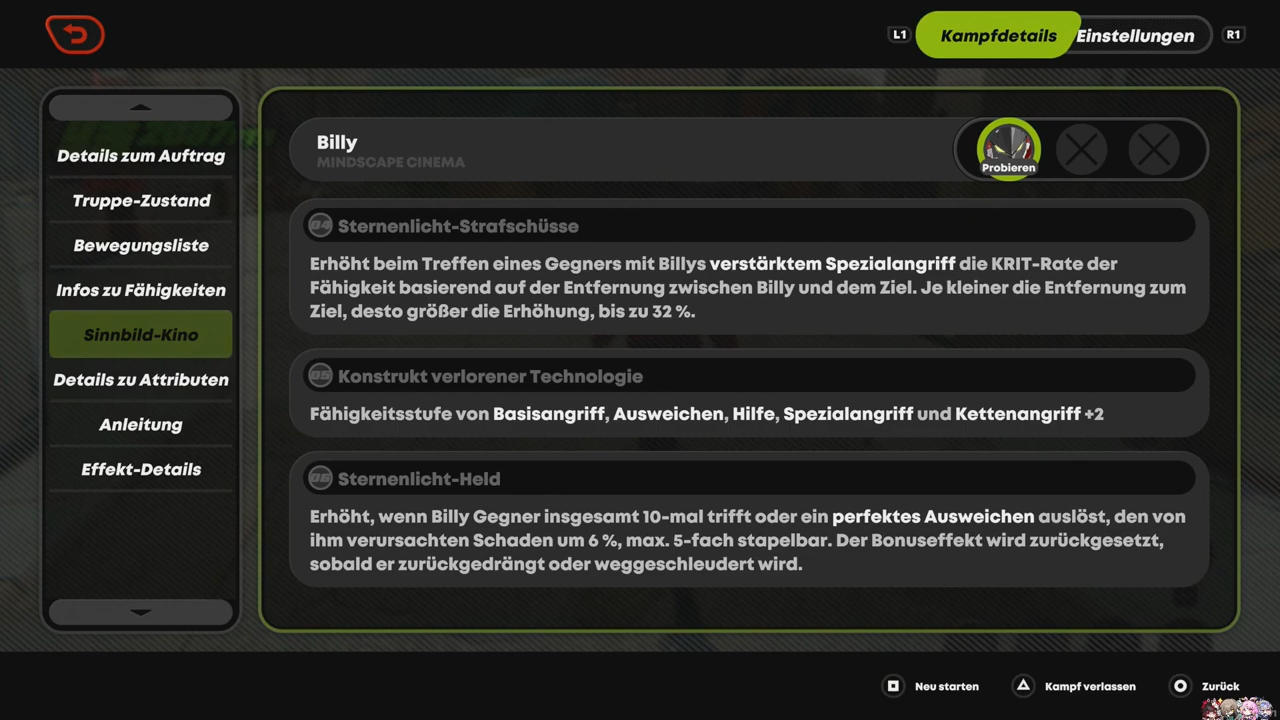 L1
Kampfdetails
Einstellungen
R1
Details zum Auftrag
Truppe-Zustand
Bewegungsliste
Infos zu Fähigkeiten
Sinnbild-Kino
Details zu Attributen
Anleitung
Effekt-Details
Billy
MINDSCAPE CINEMA
Probieren
04 Sternenlicht-Strafschüsse
Erhöht beim Treffen eines Gegners mit Billys verstärktem Spezialangriff die KRIT-Rate der
Fähigkeit basierend auf der Entfernung zwischen Billy und dem Ziel. Je kleiner die Entfernung zum
Ziel, desto größer die Erhöhung, bis zu 32 %.
05 Konstrukt verlorener Technologie
Fähigkeitsstufe von Basisangriff, Ausweichen, Hilfe, Spezialangriff und Kettenangriff +2
06 Sternenlicht-Held
Erhöht, wenn Billy Gegner insgesamt 10-mal trifft oder ein perfektes Ausweichen auslöst, den von
ihm verursachten Schaden um 6 %, max. 5-fach stapelbar. Der Bonuseffekt wird zurückgesetzt,
sobald er zurückgedrängt oder weggeschleudert wird.
Neu starten
Kampf verlassen
Zurück